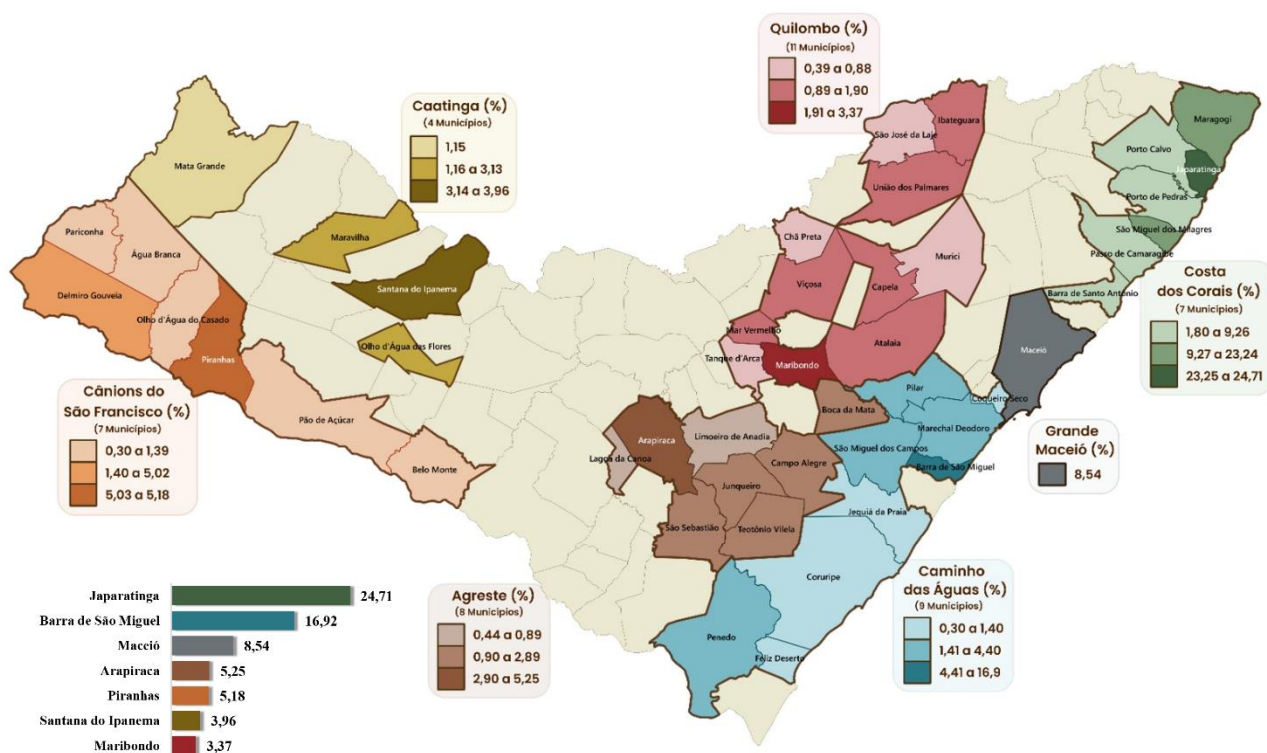 Quilombo (%)
(11 Municípios)
0,39 a 0,88
0,89 a 1,90
1,91 a 3,37
Caatinga (%)
(4 Municípios)
1,15
1,16 a 3,13
3,14 a 3,96
Mata Grande
Maravilha
Santana do Ipanema
Olho d'Água das Flores
Pariconha
Água Branca
Delmiro Gouveia
Olho d'Água do Casado
Piranhas
Pão de Açúcar
Belo Monte
Cânions do
São Francisco (%)
(7 Municípios)
0,30 a 1,39
1,40 a 5,02
5,03 a 5,18
São José da Laje
Ibateguara
União dos Palmares
Chã Preta
Murici
Viçosa
Capela
Mar Vermelho
Atalaia
Tanque d'Arca
Maribondo
Maragogi
Porto Calvo
Japaratinga
Porto de Pedras
São Miguel dos Milagres
Passo de Camaragibe
Barra de Santo Antônio
Costa
dos Corais (%)
(7 Municípios)
1,80 a 9,26
9,27 a 23,24
23,25 a 24,71
Maceió
Grande
Maceió (%)
8,54
Pilar
Coqueiro Seco
Boca da Mata
Marechal Deodoro
São Miguel dos Campos
Barra de São Miguel
Arapiraca
Limoeiro de Anadia
Lagoa da Canoa
Campo Alegre
Junqueiro
São Sebastião
Teotônio Vilela
Jequiá da Praia
Coruripe
Penedo
Feliz Deserto
Agreste (%)
(8 Municípios)
0,44 a 0,89
0,90 a 2,89
2,90 a 5,25
Caminho
das Águas (%)
(9 Municípios)
0,30 a 1,40
1,41 a 4,40
4,41 a 16,9
Japaratinga 24,71
Barra de São Miguel 16,92
Macció 8,54
Arapiraca 5,25
Piranhas 5,18
Santana do Ipanema 3,96
Maribondo 3,37